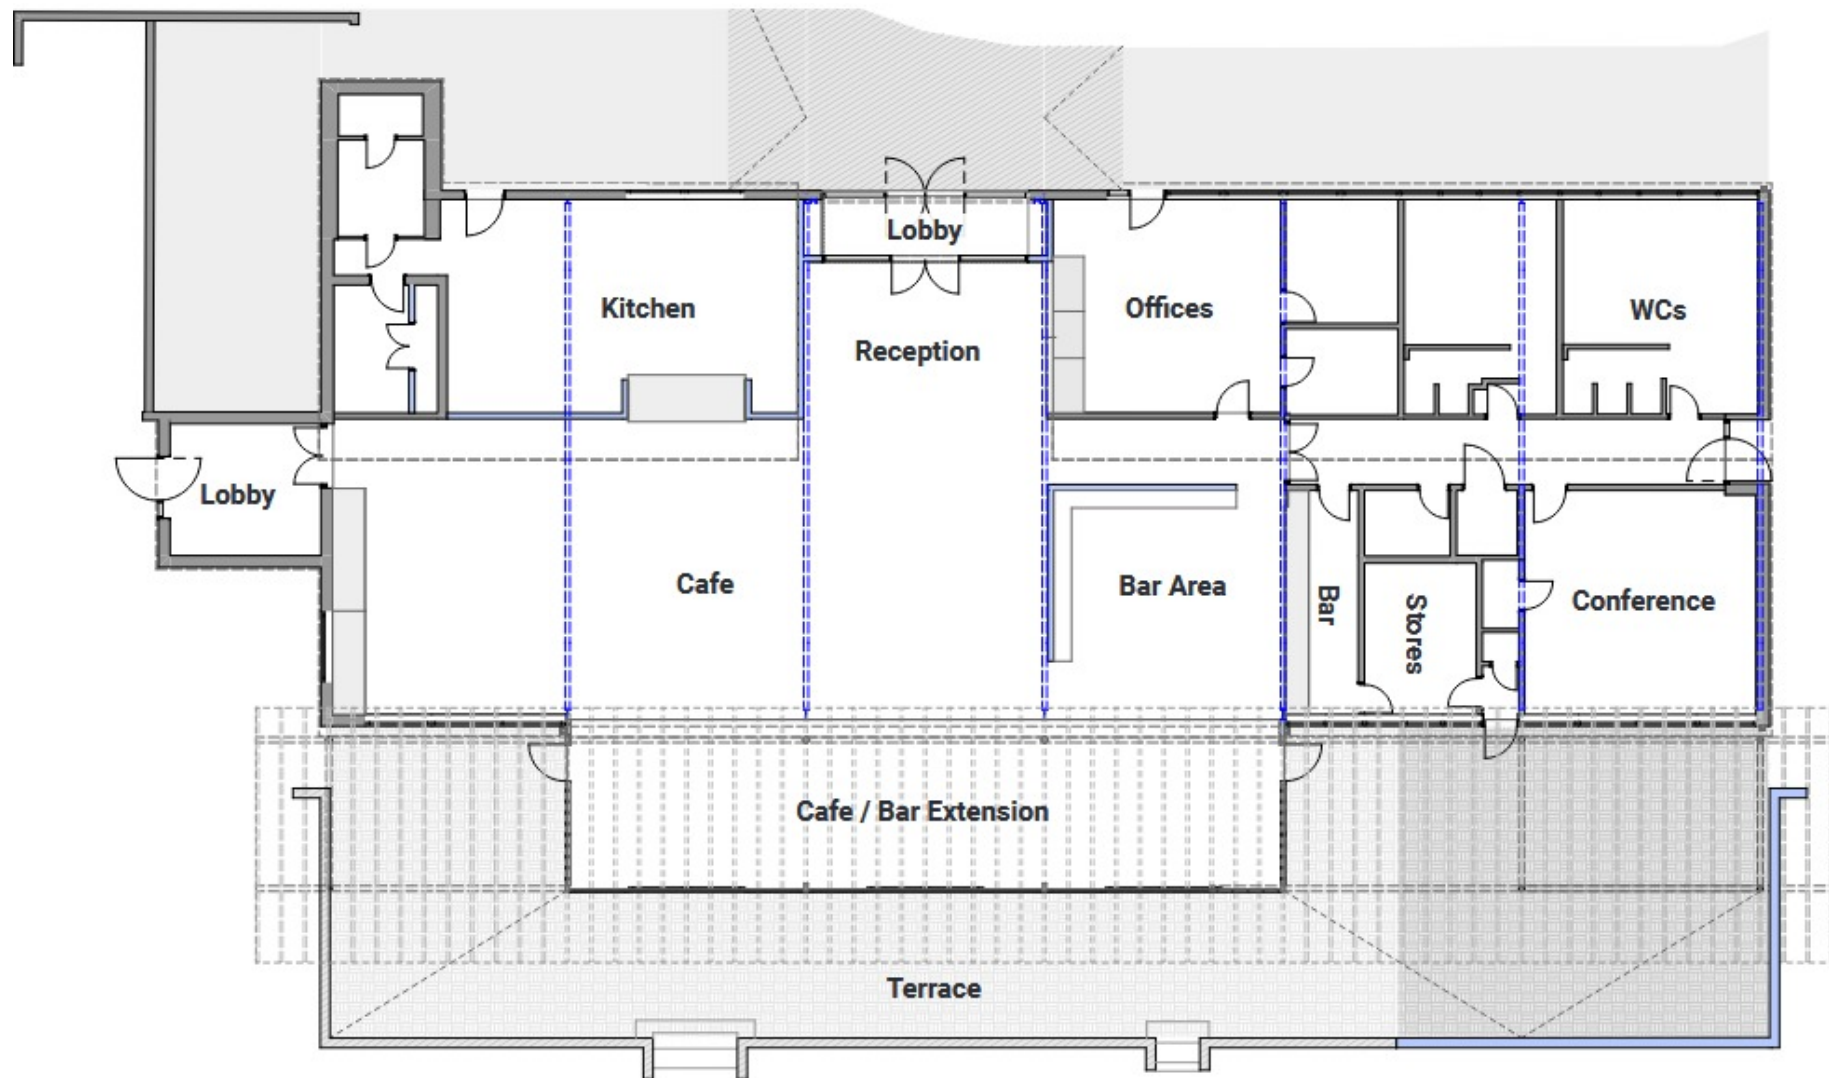 Lobby
Kitchen
Offices
WCs
Reception
Lobby
Cafe
Bar Area
Bar
Stores
Conference
Cafe / Bar Extension
Terrace